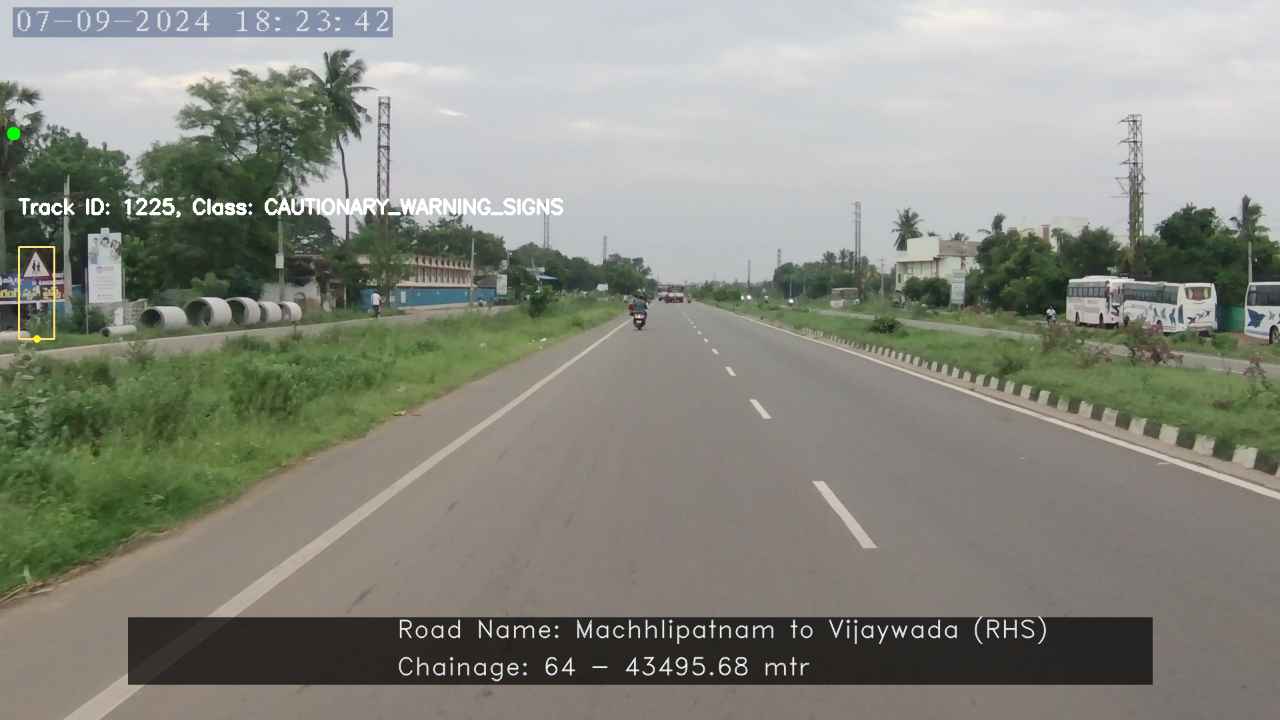 07-09-2024 18:23:42
Track ID: 1225, Class: CAUTIONARY_WARNING_SIGNS
Road Name: Machhlipatnam to Vijaywada (RHS)
Chainage: 64 - 43495.68 mtr